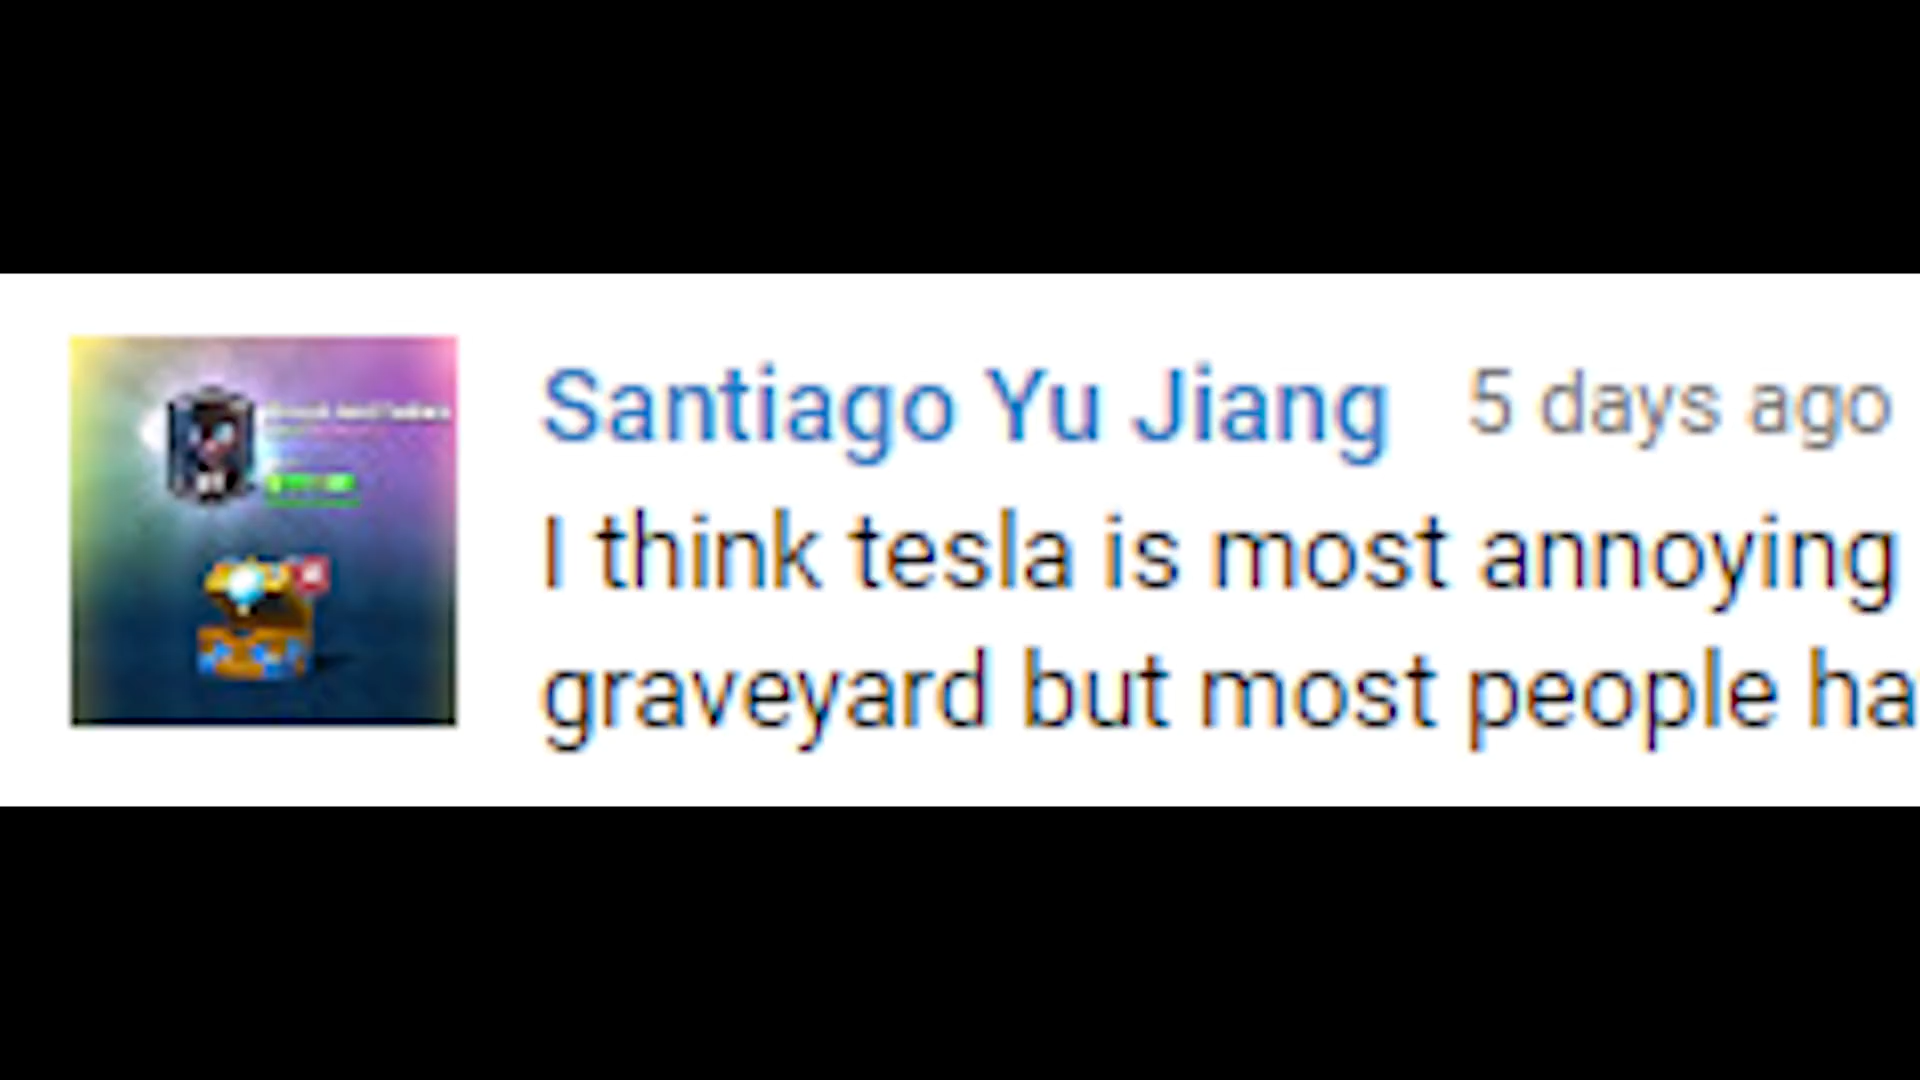 Santiago Yu Jiang 5 days ago
I think tesla is most annoying
graveyard but most people ha